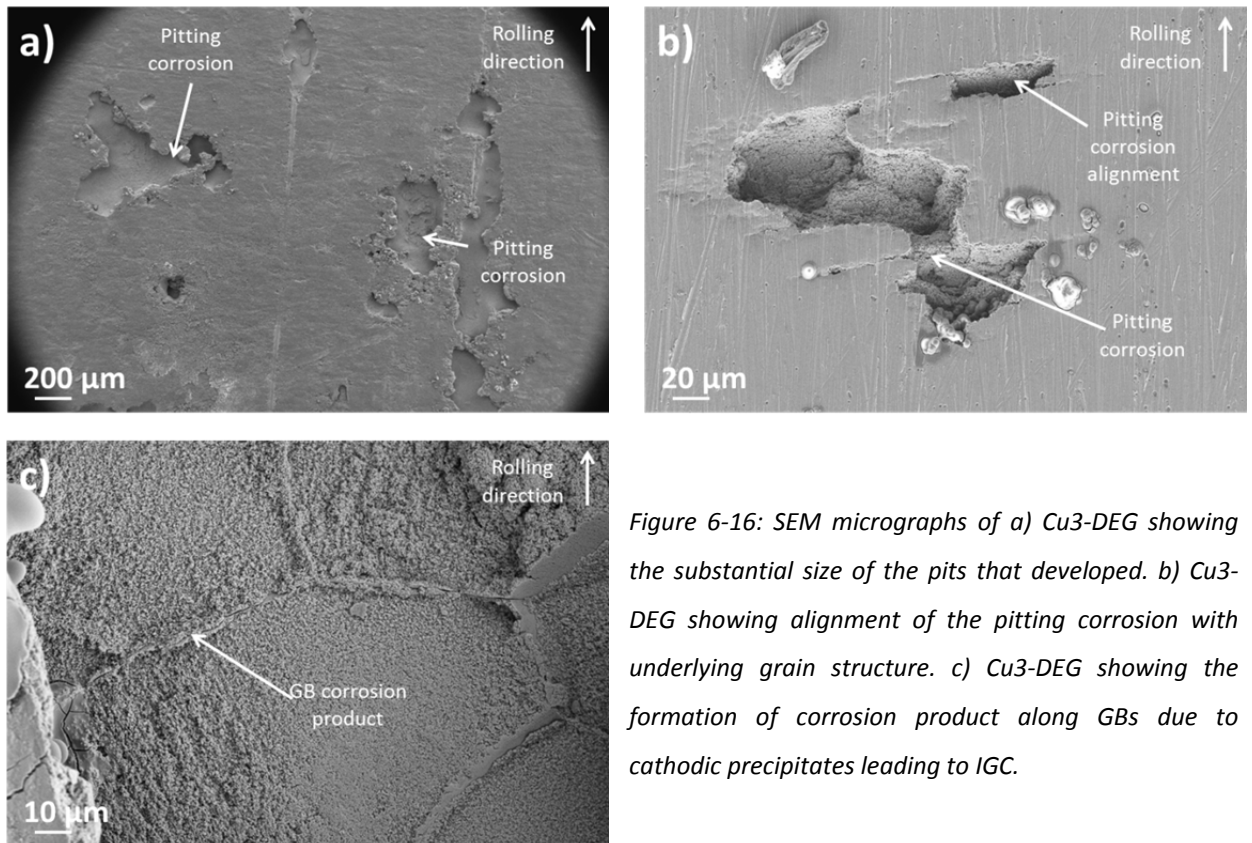 a)
Pitting
corrosion
Rolling
direction
Pitting
corrosion
200 µm
b)
Rolling
direction
Pitting
corrosion
alignment
Pitting
corrosion
20 µm
c)
Rolling
direction
GB corrosion
product
10 µm
Figure 6-16: SEM micrographs of a) Cu3-DEG showing
the substantial size of the pits that developed. b) Cu3-
DEG showing alignment of the pitting corrosion with
underlying grain structure. c) Cu3-DEG showing the
formation of corrosion product along GBs due to
cathodic precipitates leading to IGC.